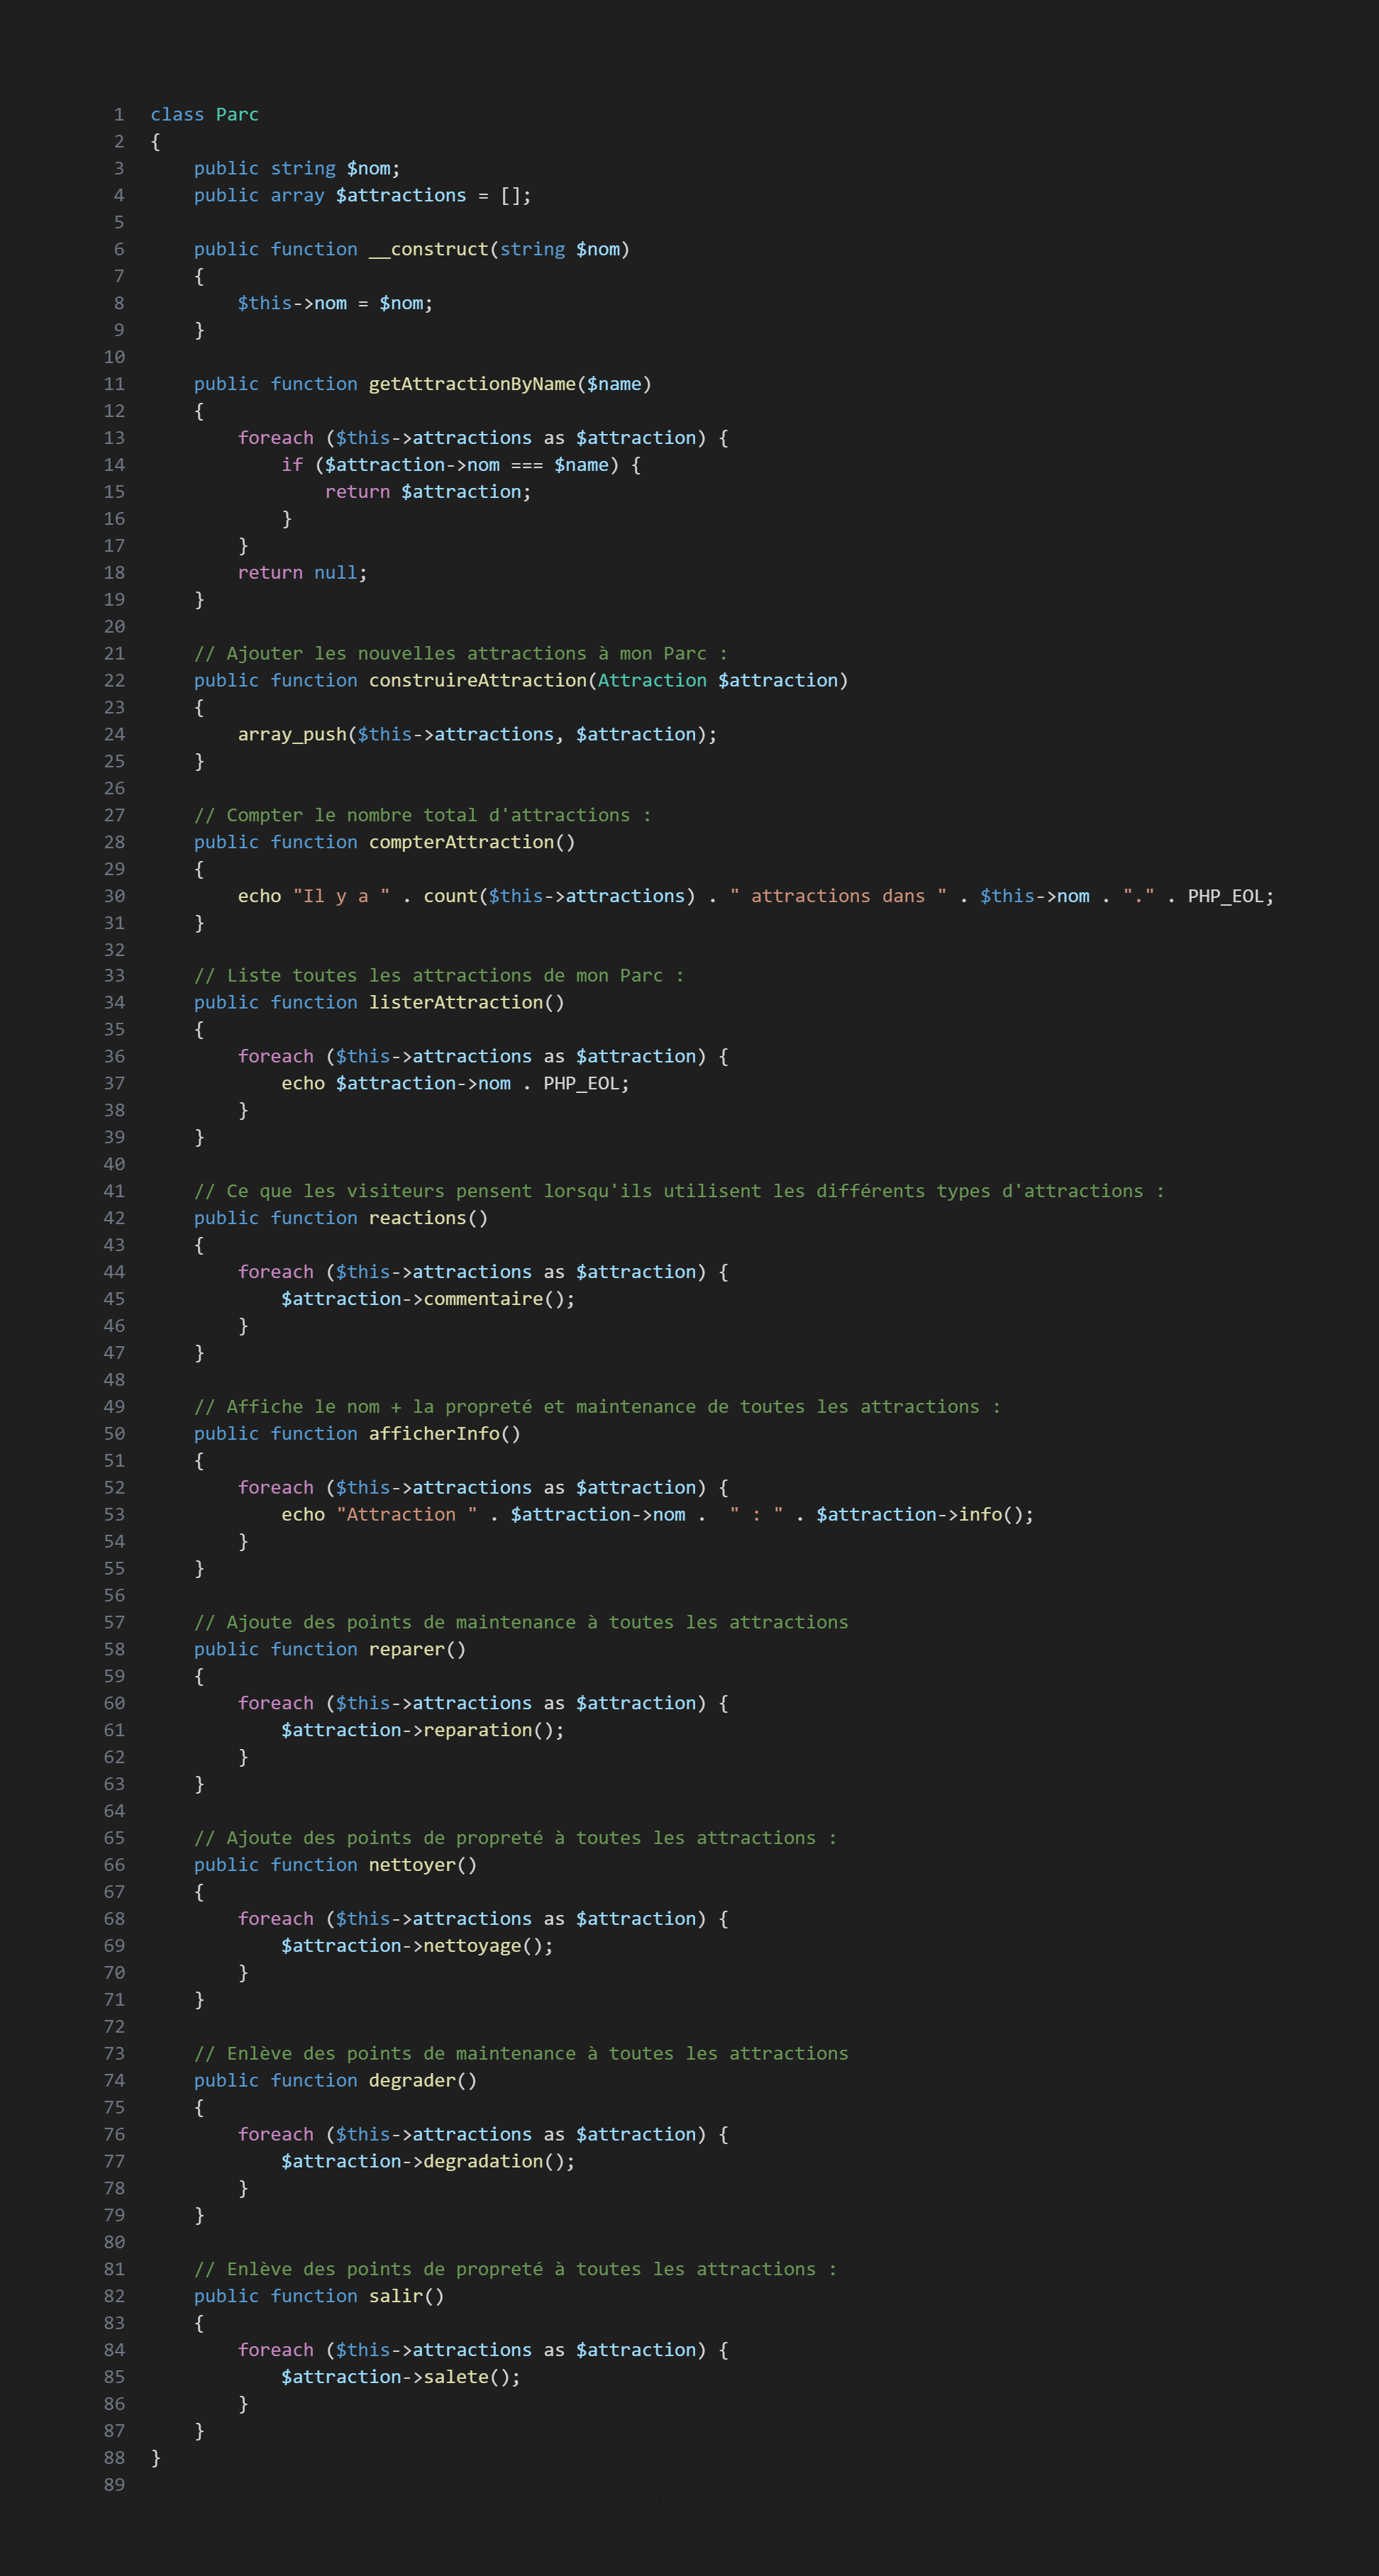 1 class Parc
2 {
3     public string $nom;
4     public array $attractions = [];
5
6     public function __construct(string $nom)
7     {
8         $this->nom = $nom;
9     }
10
11     public function getAttractionByName($name)
12     {
13         foreach ($this->attractions as $attraction) {
14             if ($attraction->nom === $name) {
15                 return $attraction;
16             }
17         }
18         return null;
19     }
20
21     // Ajouter les nouvelles attractions à mon Parc :
22     public function construireAttraction(Attraction $attraction)
23     {
24         array_push($this->attractions, $attraction);
25     }
26
27     // Compter le nombre total d'attractions :
28     public function compterAttraction()
29     {
30         echo "Il y a " . count($this->attractions) . " attractions dans " . $this->nom . "." . PHP_EOL;
31     }
32
33     // Liste toutes les attractions de mon Parc :
34     public function listerAttraction()
35     {
36         foreach ($this->attractions as $attraction) {
37             echo $attraction->nom . PHP_EOL;
38         }
39     }
40
41     // Ce que les visiteurs pensent lorsqu'ils utilisent les différents types d'attractions :
42     public function reactions()
43     {
44         foreach ($this->attractions as $attraction) {
45             $attraction->commentaire();
46         }
47     }
48
49     // Affiche le nom + la propreté et maintenance de toutes les attractions :
50     public function afficherInfo()
51     {
52         foreach ($this->attractions as $attraction) {
53             echo "Attraction " . $attraction->nom .  " : " . $attraction->info();
54         }
55     }
56
57     // Ajoute des points de maintenance à toutes les attractions
58     public function reparer()
59     {
60         foreach ($this->attractions as $attraction) {
61             $attraction->reparation();
62         }
63     }
64
65     // Ajoute des points de propreté à toutes les attractions :
66     public function nettoyer()
67     {
68         foreach ($this->attractions as $attraction) {
69             $attraction->nettoyage();
70         }
71     }
72
73     // Enlève des points de maintenance à toutes les attractions
74     public function degrader()
75     {
76         foreach ($this->attractions as $attraction) {
77             $attraction->degradation();
78         }
79     }
80
81     // Enlève des points de propreté à toutes les attractions :
82     public function salir()
83     {
84         foreach ($this->attractions as $attraction) {
85             $attraction->salete();
86         }
87     }
88 }
89